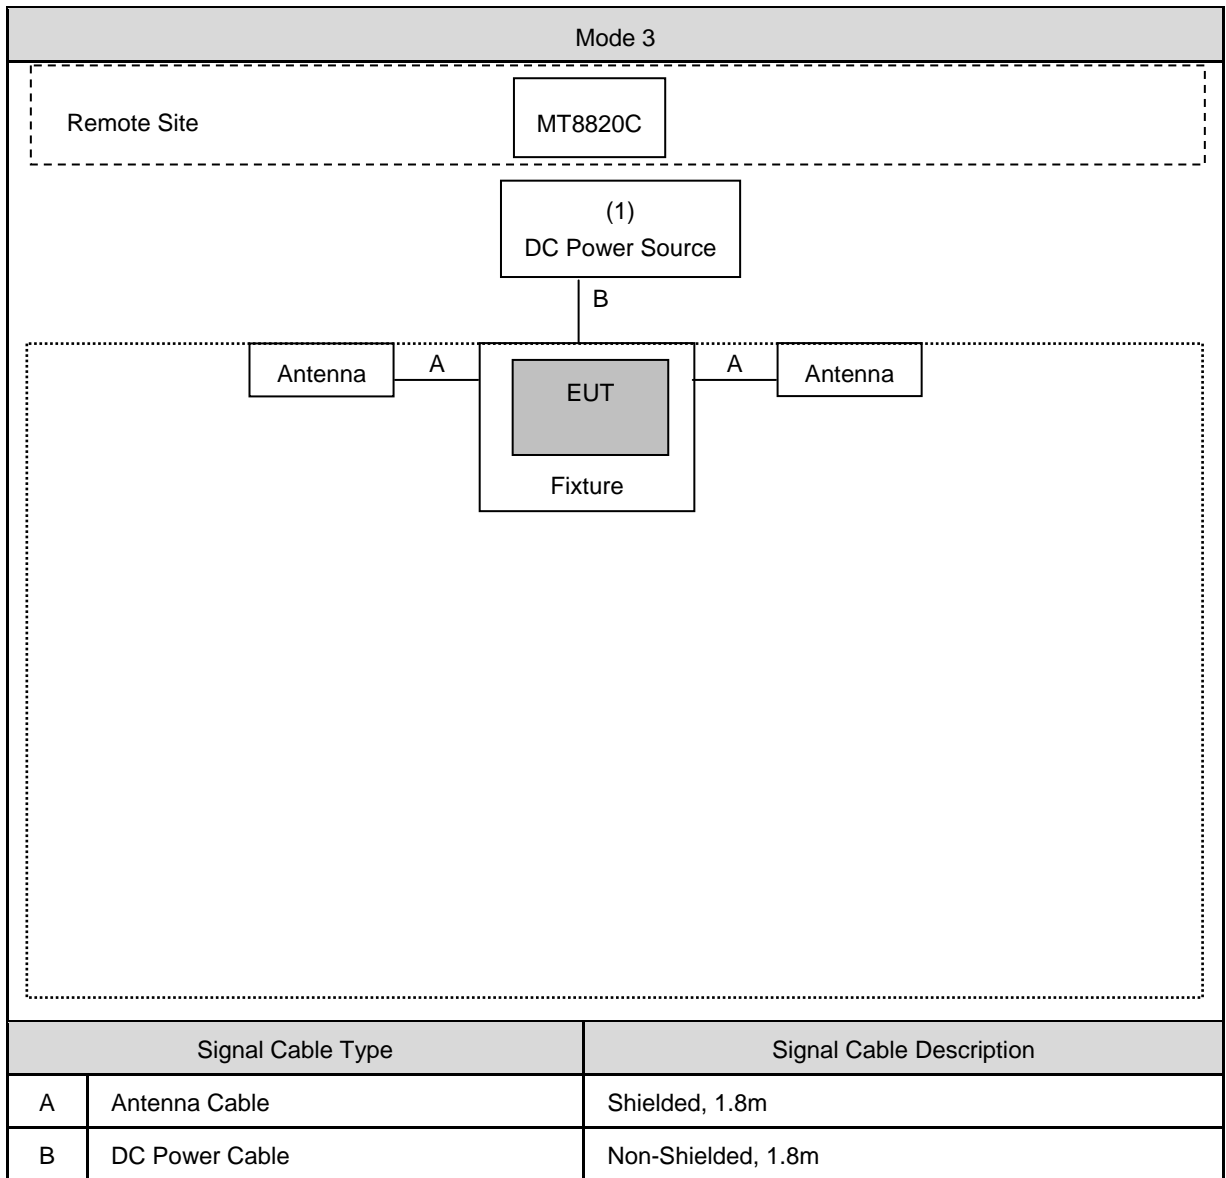 Mode 3
Remote Site
MT8820C
(1)
DC Power Source
B
Antenna
A
EUT
A
Antenna
Fixture
Signal Cable Type
Signal Cable Description
A
Antenna Cable
Shielded, 1.8m
B
DC Power Cable
Non-Shielded, 1.8m